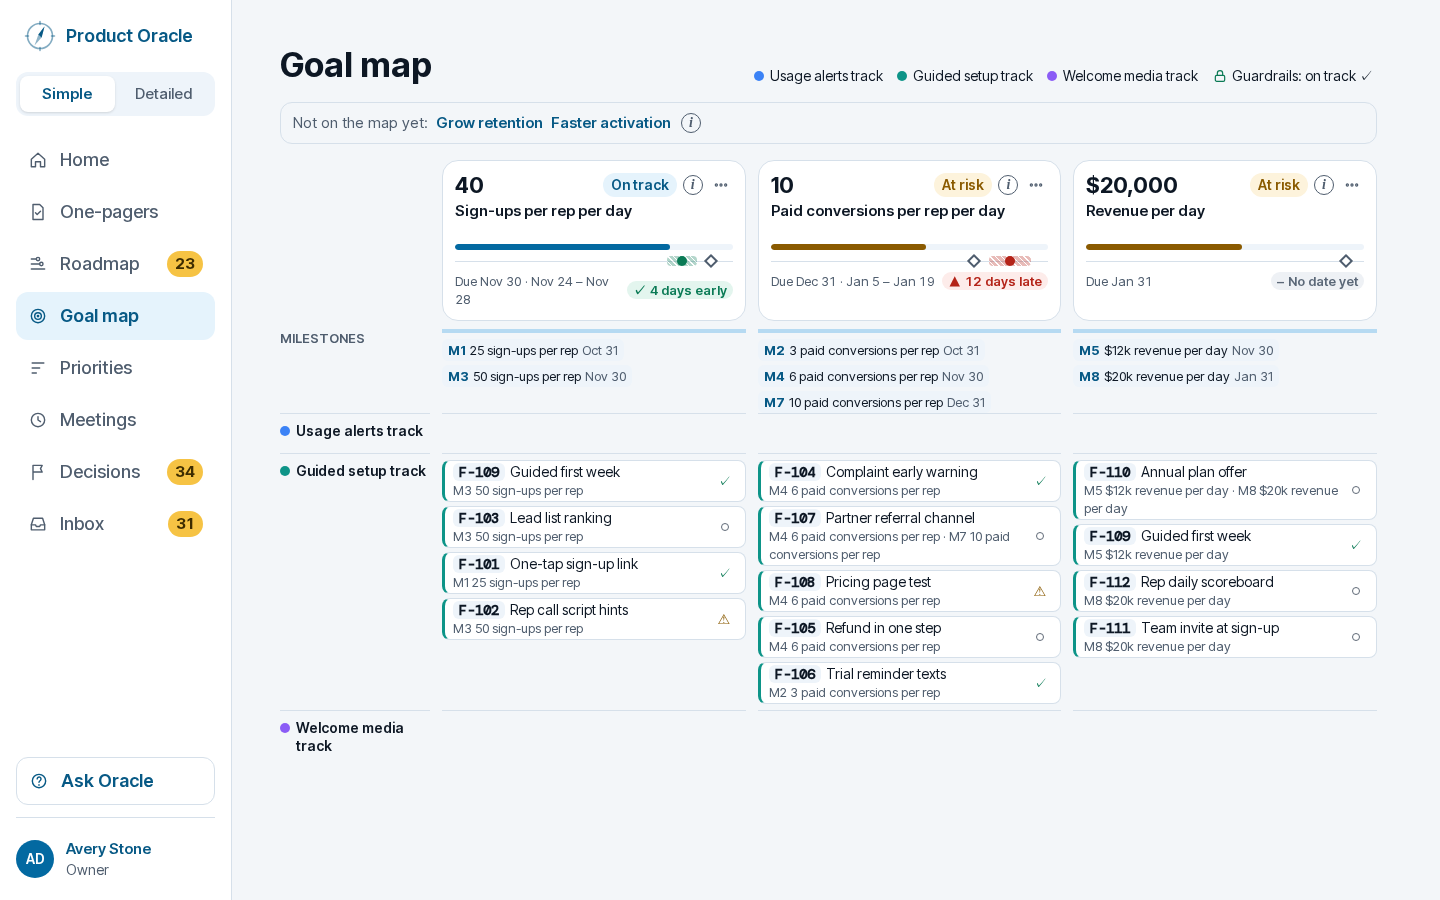 Product Oracle
Simple Detailed
Home
One-pagers
Roadmap 23
Goal map
Priorities
Meetings
Decisions 34
Inbox 31
Ask Oracle
AD
Avery Stone
Owner
Goal map
Usage alerts track Guided setup track Welcome media track Guardrails: on track ✓
Not on the map yet: Grow retention Faster activation i
40 On track i •••
Sign-ups per rep per day
Due Nov 30 · Nov 24 – Nov
28
✓ 4 days early
10 At risk i •••
Paid conversions per rep per day
Due Dec 31 · Jan 5 – Jan 19 ▲ 12 days late
$20,000 At risk i •••
Revenue per day
Due Jan 31 – No date yet
MILESTONES
M1 25 sign-ups per rep Oct 31
M3 50 sign-ups per rep Nov 30
M2 3 paid conversions per rep Oct 31
M4 6 paid conversions per rep Nov 30
M7 10 paid conversions per rep Dec 31
M5 $12k revenue per day Nov 30
M8 $20k revenue per day Jan 31
Usage alerts track
Guided setup track
F-109 Guided first week ✓
M3 50 sign-ups per rep
F-103 Lead list ranking ○
M3 50 sign-ups per rep
F-101 One-tap sign-up link ✓
M1 25 sign-ups per rep
F-102 Rep call script hints ⚠
M3 50 sign-ups per rep
F-104 Complaint early warning ✓
M4 6 paid conversions per rep
F-107 Partner referral channel ○
M4 6 paid conversions per rep · M7 10 paid
conversions per rep
F-108 Pricing page test ⚠
M4 6 paid conversions per rep
F-105 Refund in one step ○
M4 6 paid conversions per rep
F-106 Trial reminder texts ✓
M2 3 paid conversions per rep
F-110 Annual plan offer ○
M5 $12k revenue per day · M8 $20k revenue
per day
F-109 Guided first week ✓
M5 $12k revenue per day
F-112 Rep daily scoreboard ○
M8 $20k revenue per day
F-111 Team invite at sign-up ○
M8 $20k revenue per day
Welcome media
track